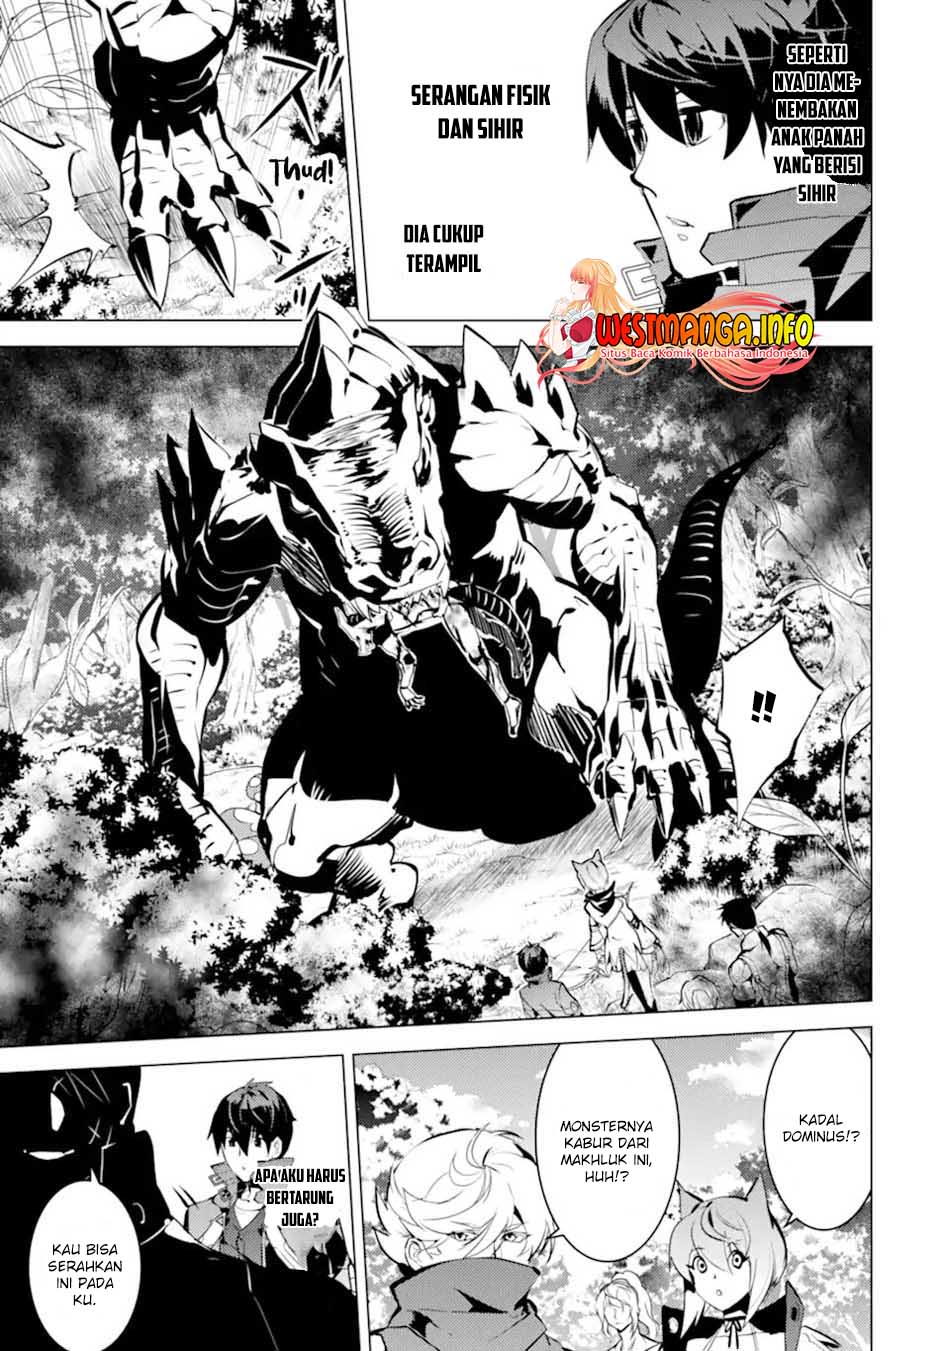 SEPERTI
NYA DIA ME-
NEMBAKAN
ANAK PANAH
YANG BERISI
SIHIR
SERANGAN FISIK
DAN SIHIR
DIA CUKUP
TERAMPIL
Thud!
WESTMANGA.INFO
Situs Baca Komik Berbahasa Indonesia
!!
KADAL
DOMINUS!?
MONSTERNYA
KABUR DARI
MAKHLUK INI,
HUH!?
APA AKU HARUS
BERTARUNG
JUGA?
KAU BISA
SERAHKAN
INI PADA
KU.